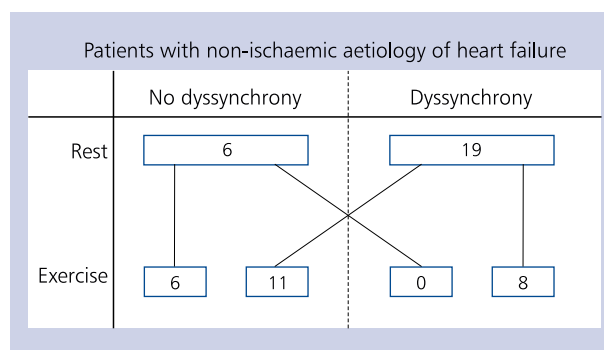 Patients with non-ischaemic aetiology of heart failure
No dyssynchrony Dyssynchrony
Rest 6 19
Exercise 6 11 0 8